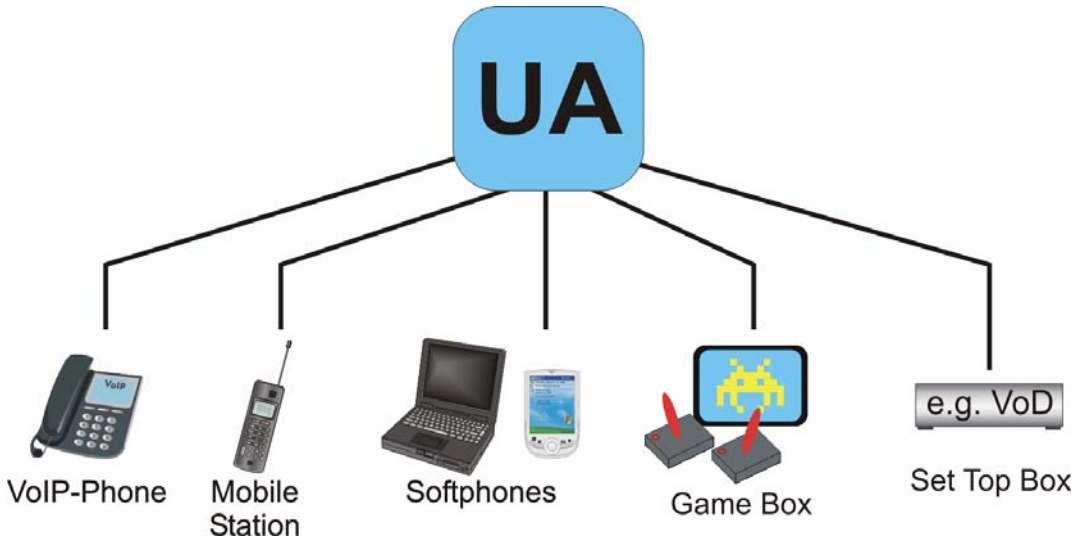 UA
VoIP
VoIP-Phone
Mobile
Station
Softphones
Game Box
e.g. VoD
Set Top Box